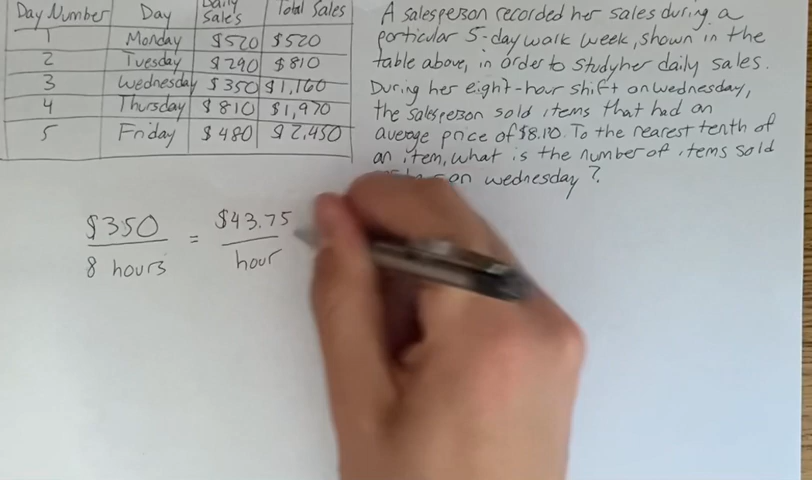 Day Number Day Daily Sales Total Sales
1 Monday $520 $520
2 Tuesday $290 $810
3 Wednesday $350 $1,160
4 Thursday $810 $1,970
5 Friday $480 $2,450
A salesperson recorded her sales during a
particular 5-day walk week, shown in the
table above, in order to study her daily sales.
During her eight-hour shift on wednesday,
the salesperson sold items that had an
average price of $8.10. To the nearest tenth of
an item, what is the number of items sold
on wednesday?
$350 = $43.75
8 hours hour